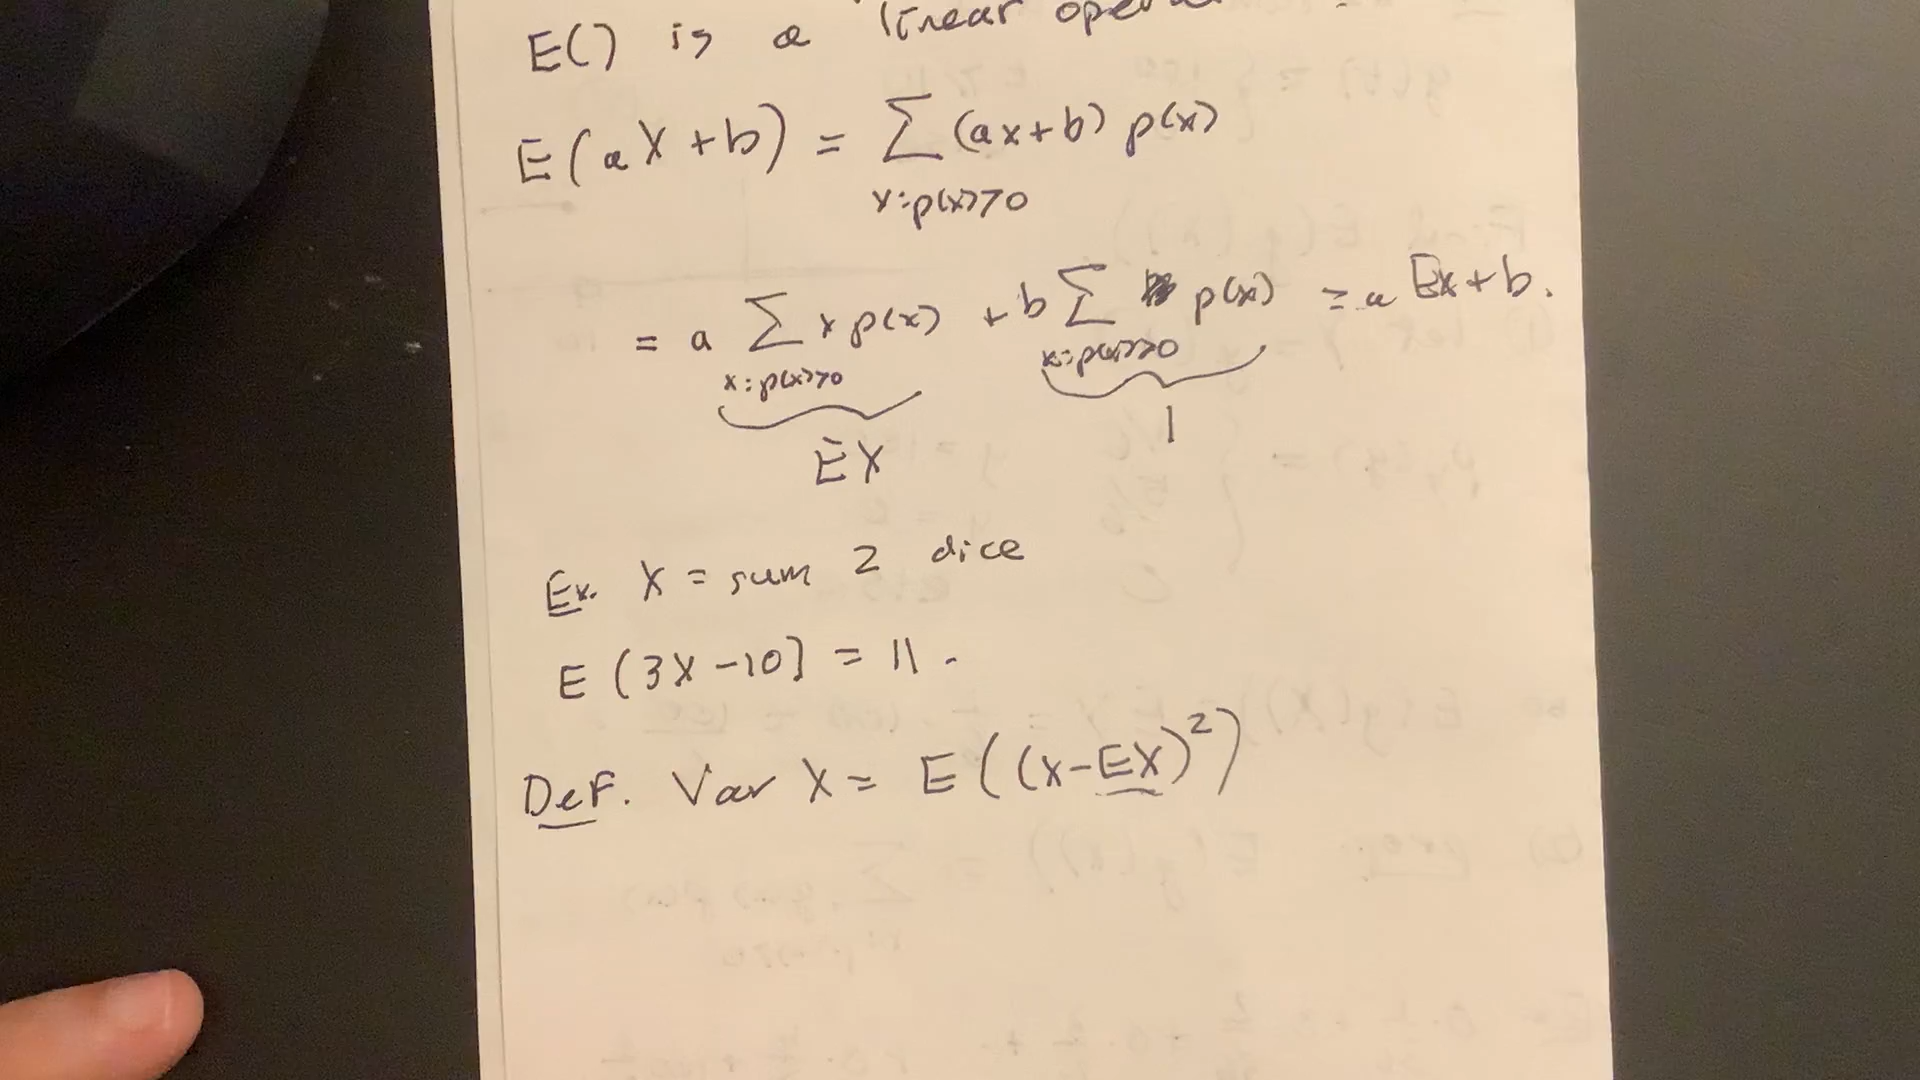 E() is a linear
E(aX+b) = ∑ (ax+b) p(x)
x:p(x)>0
= a ∑ x p(x) + b ∑ p(x) = a EX + b.
x:p(x)>0 x:p(x)>0
EX 1
Ex. X = sum 2 dice
E(3X-10] = 11.
Def. Var X = E((X-EX)²)